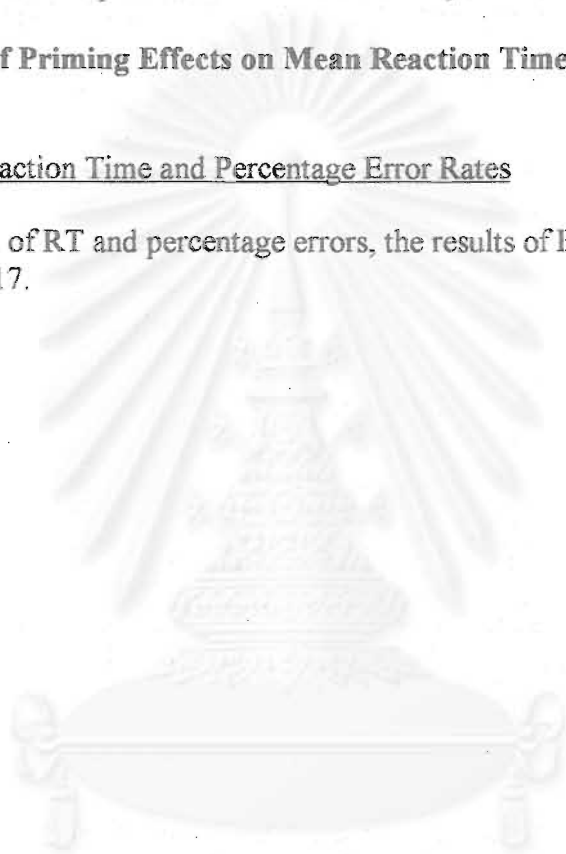 f Priming Effects on Mean Reaction Time
action Time and Percentage Error Rates
of RT and percentage errors, the results of
17.